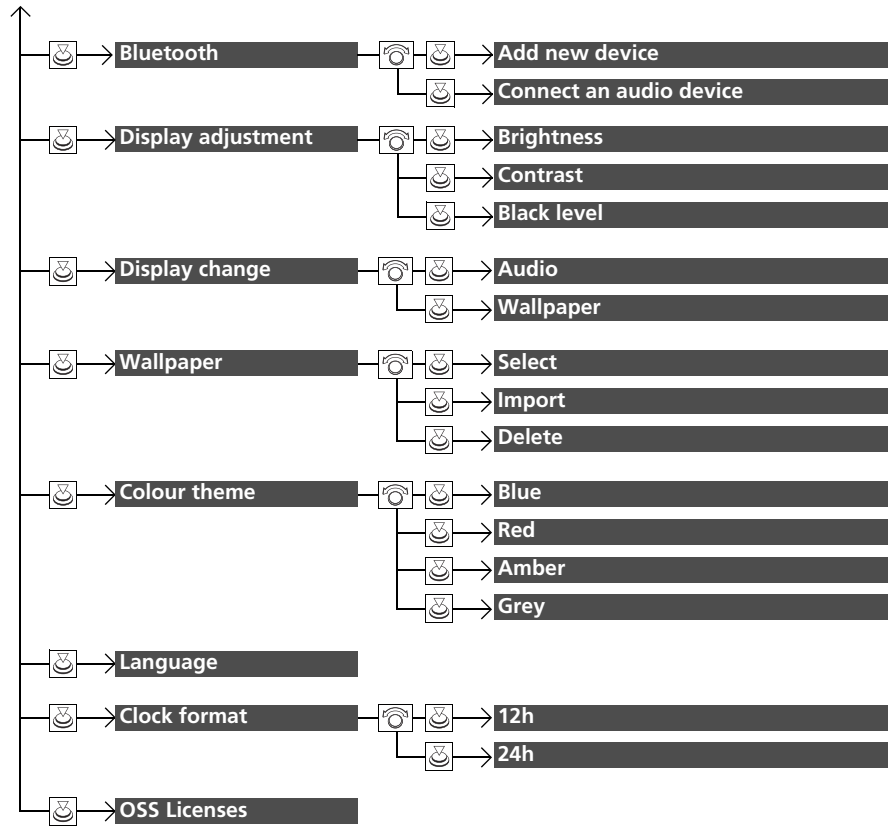 Bluetooth
Add new device
Connect an audio device
Display adjustment
Brightness
Contrast
Black level
Display change
Audio
Wallpaper
Wallpaper
Select
Import
Delete
Colour theme
Blue
Red
Amber
Grey
Language
Clock format
12h
24h
OSS Licenses